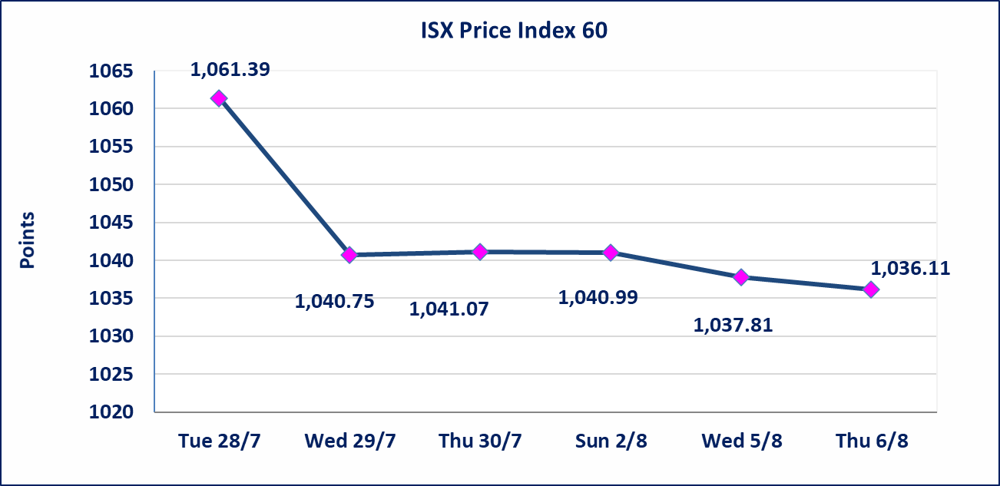 ISX Price Index 60
1065
1060
1055
1050
1045
1040
1035
1030
1025
1020
Points
1,061.39
1,040.75
1,041.07
1,040.99
1,037.81
1,036.11
Tue 28/7
Wed 29/7
Thu 30/7
Sun 2/8
Wed 5/8
Thu 6/8